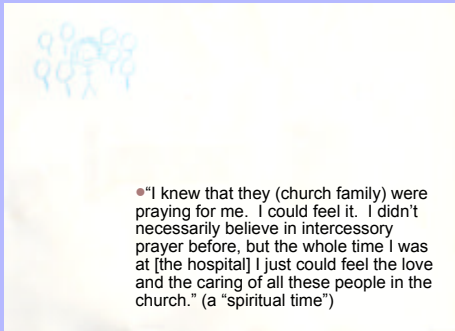 •“I knew that they (church family) were
praying for me.  I could feel it.  I didn’t
necessarily believe in intercessory
prayer before, but the whole time I was
at [the hospital] I just could feel the love
and the caring of all these people in the
church.” (a “spiritual time”)